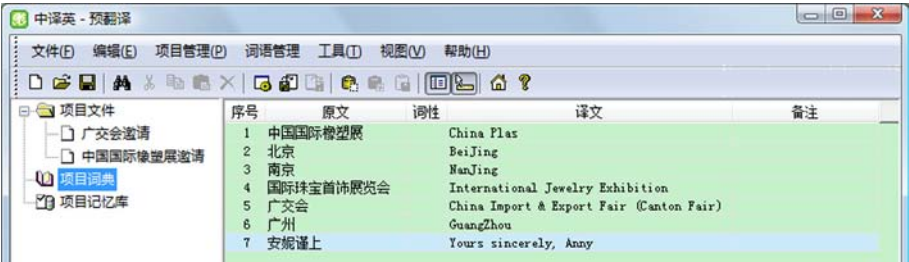 中译英 - 预翻译
文件(F) 编辑(E) 项目管理(P) 词语管理 工具(T) 视图(V) 帮助(H)
项目文件
广交会邀请
中国国际橡塑展邀请
项目词典
项目记忆库
序号 原文 词性 译文 备注
1 中国国际橡塑展 China Plas
2 北京 BeiJing
3 南京 NanJing
4 国际珠宝首饰展览会 International Jewelry Exhibition
5 广交会 China Import & Export Fair (Canton Fair)
6 广州 GuangZhou
7 安妮谨上 Yours sincerely, Anny